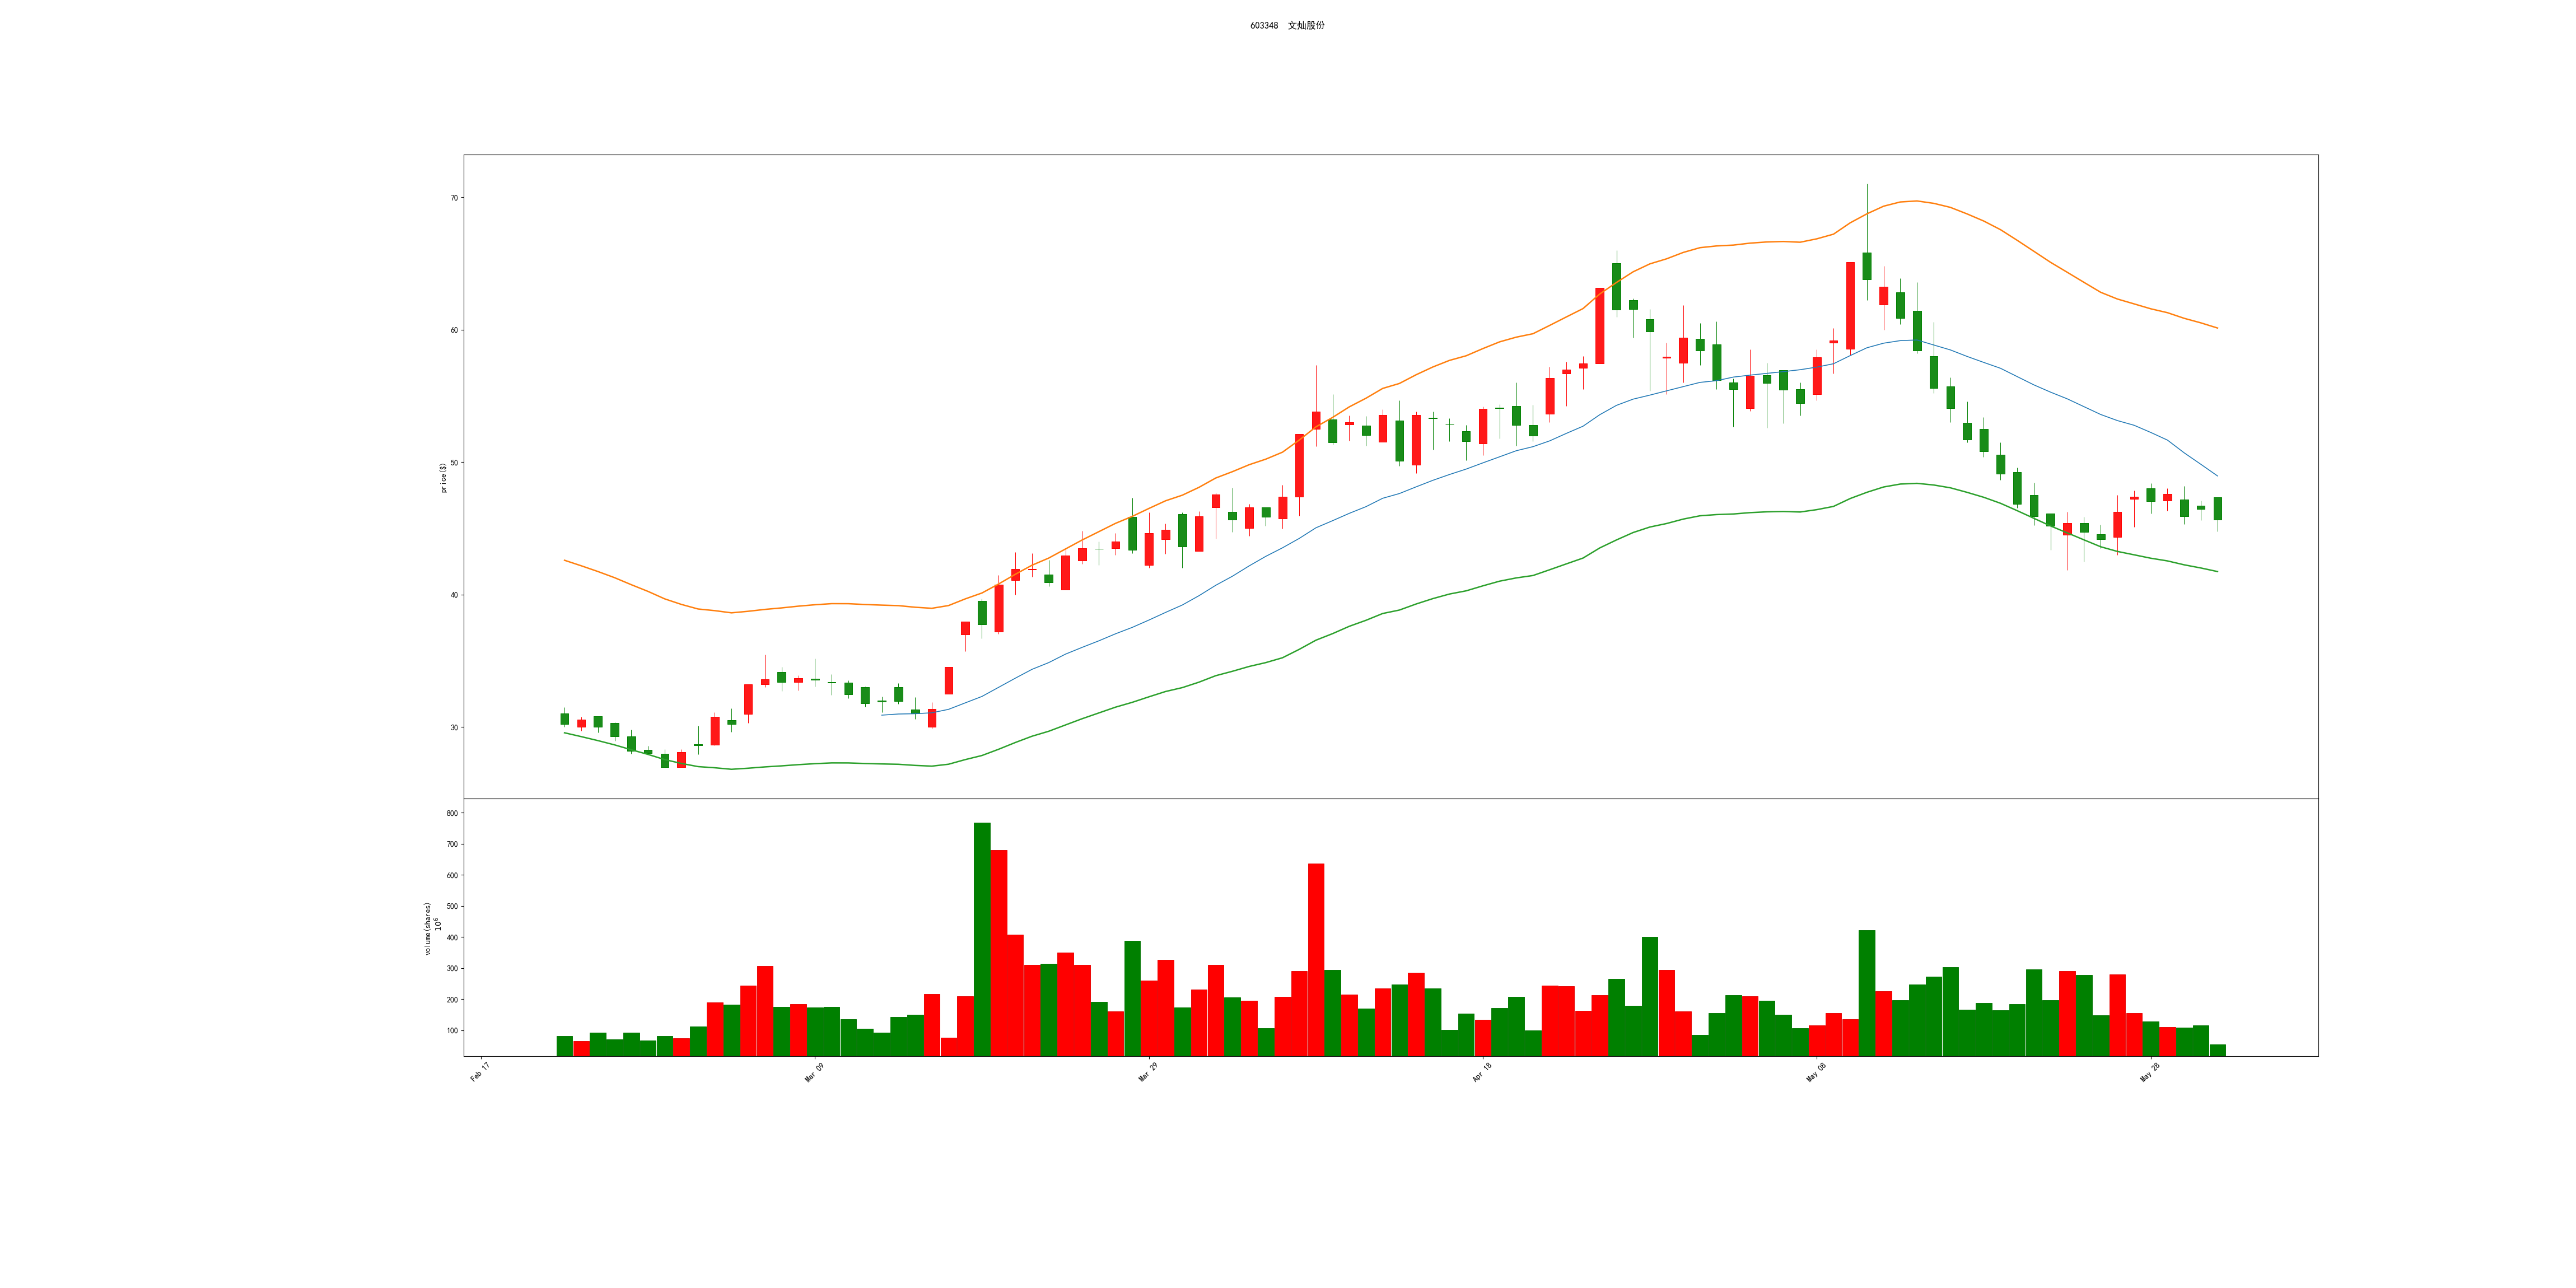 603348 文灿股份
price($)
70
60
50
40
30
volume(shares)
10^6
800
700
600
500
400
300
200
100
Feb 17
Mar 09
Mar 29
Apr 18
May 08
May 28